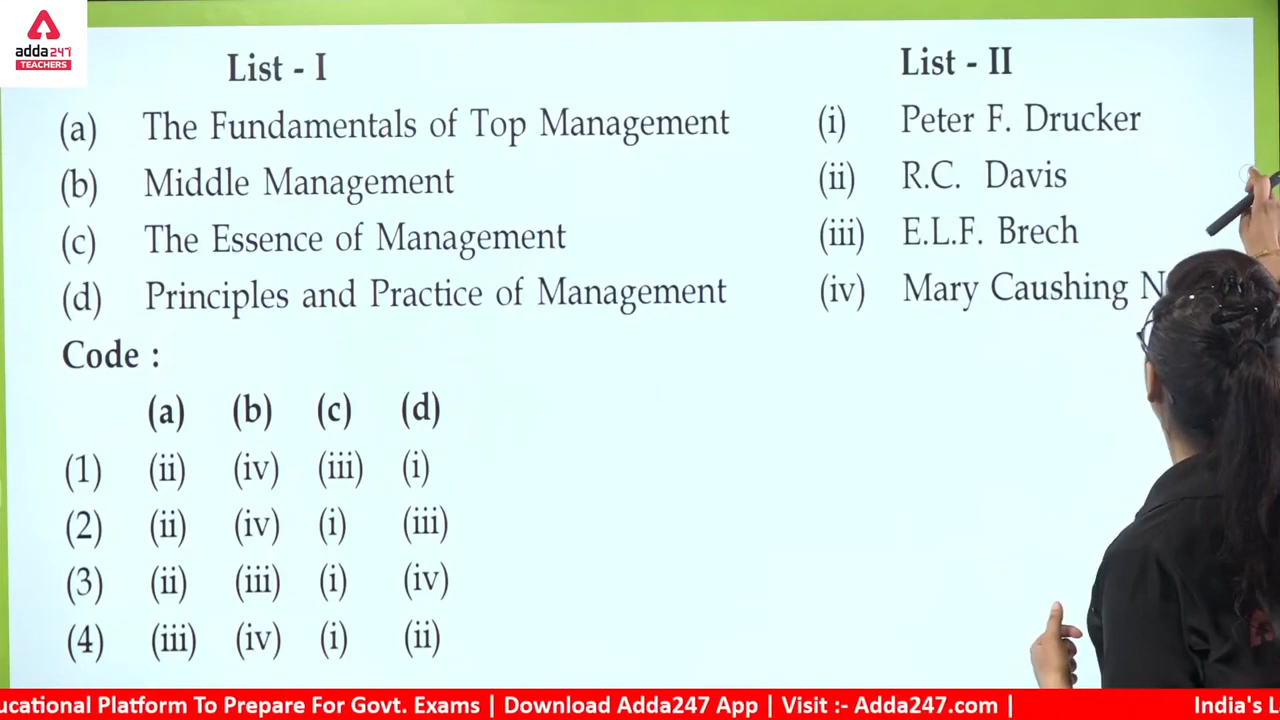 adda247
TEACHERS
List - I List - II
(a) The Fundamentals of Top Management (i) Peter F. Drucker
(b) Middle Management (ii) R.C. Davis
(c) The Essence of Management (iii) E.L.F. Brech
(d) Principles and Practice of Management (iv) Mary Caushing
Code :
(a) (b) (c) (d)
(1) (ii) (iv) (iii) (i)
(2) (ii) (iv) (i) (iii)
(3) (ii) (iii) (i) (iv)
(4) (iii) (iv) (i) (ii)
Platform To Prepare For Govt. Exams | Download Adda247 App | Visit :- Adda247.com | India's